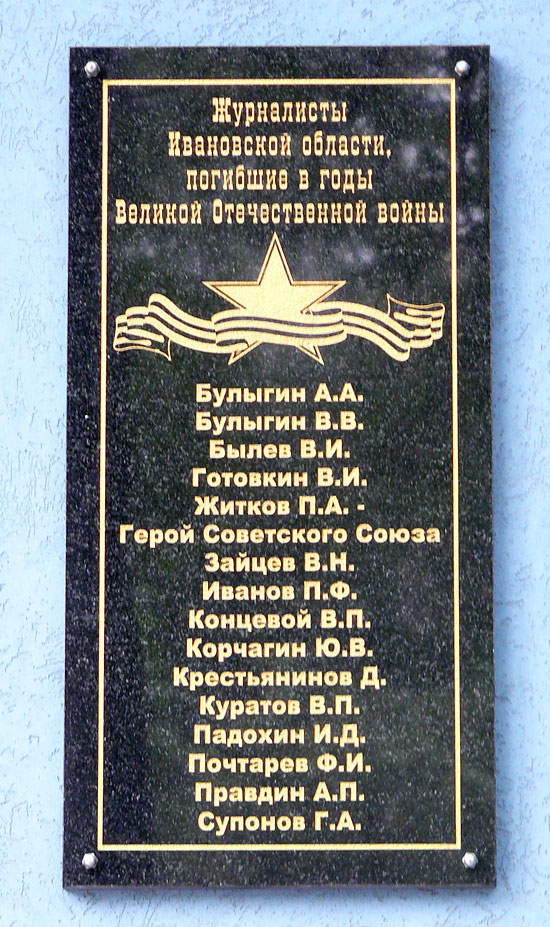 Журналисты
Ивановской области,
погибшие в годы
Великой Отечественной войны
Булыгин А.А.
Булыгин В.В.
Былев В.И.
Готовкин В.И.
Житков П.А. -
Герой Советского Союза
Зайцев В.Н.
Иванов П.Ф.
Концевой В.П.
Корчагин Ю.В.
Крестьянинов Д.
Куратов В.П.
Падохин И.Д.
Почтарев Ф.И.
Правдин А.П.
Супонов Г.А.